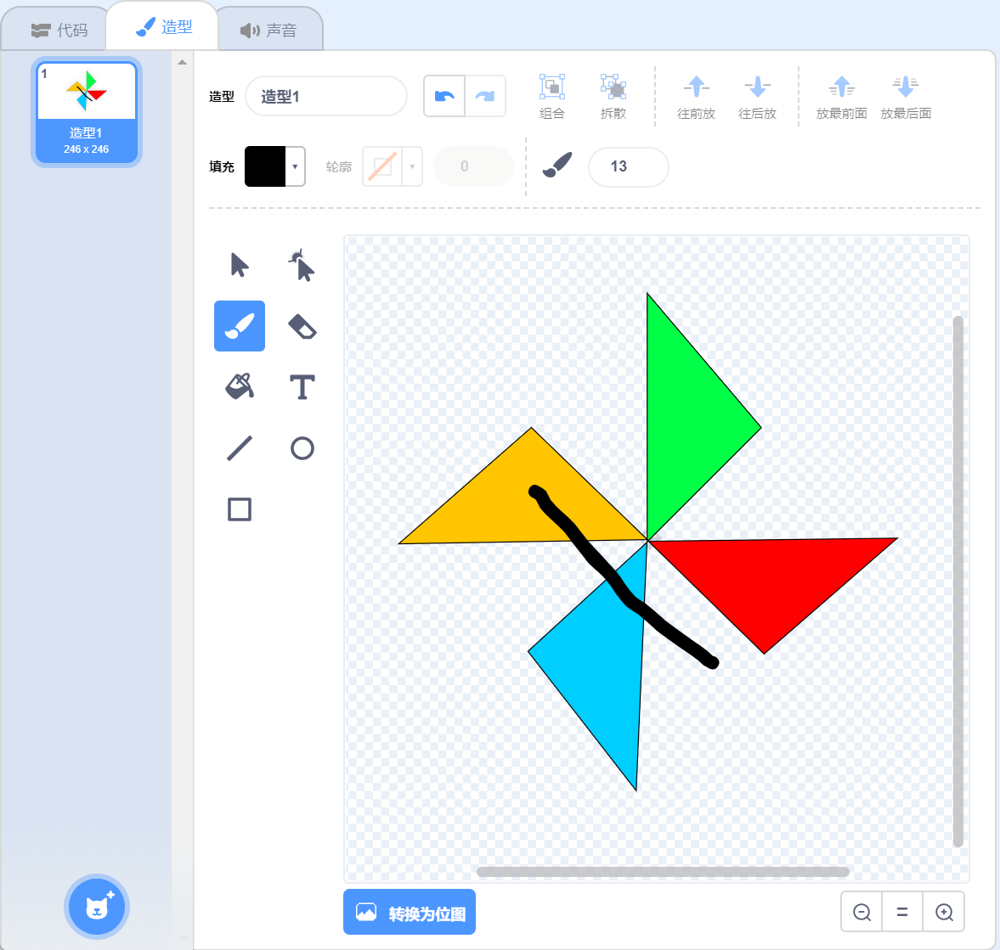 代码
造型
声音
1
造型1
246 x 246
造型
造型1
组合
拆散
往前放
往后放
放最前面
放最后面
填充
轮廓
0
13
转换为位图